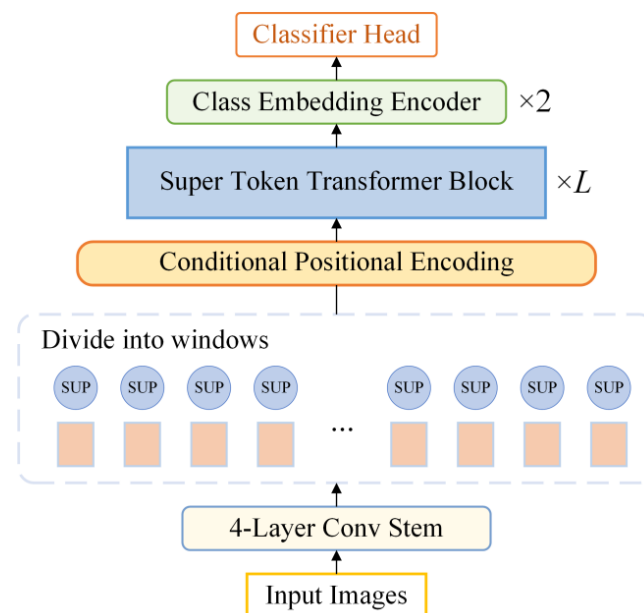 Classifier Head
Class Embedding Encoder ×2
Super Token Transformer Block ×L
Conditional Positional Encoding
Divide into windows
SUP SUP SUP SUP SUP SUP SUP SUP
...
4-Layer Conv Stem
Input Images